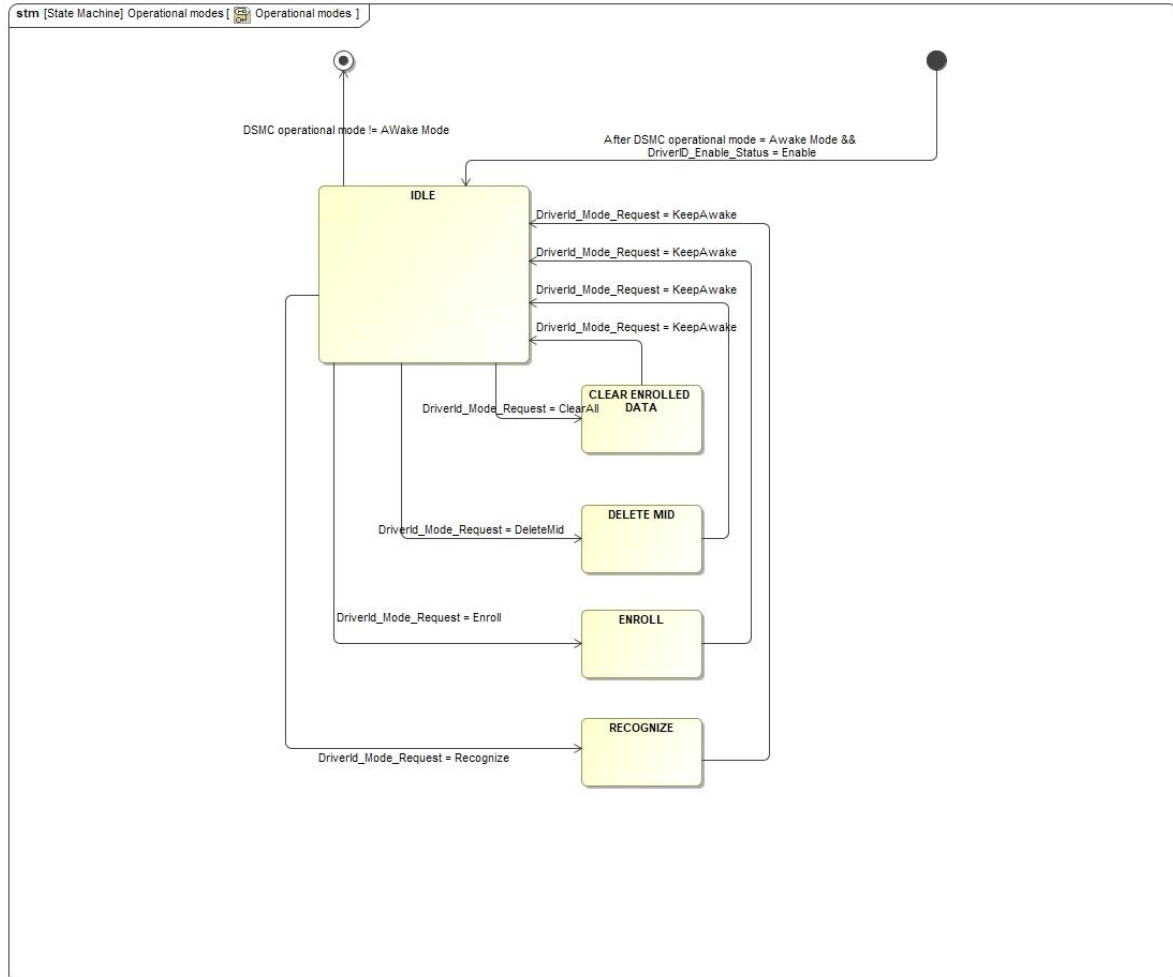 stm [State Machine] Operational modes [ Operational modes ]
DSMC operational mode != AWake Mode
After DSMC operational mode = Awake Mode &&
DriverID_Enable_Status = Enable
IDLE
DriverId_Mode_Request = KeepAwake
DriverId_Mode_Request = KeepAwake
DriverId_Mode_Request = KeepAwake
DriverId_Mode_Request = KeepAwake
CLEAR ENROLLED
DATA
DriverId_Mode_Request = ClearAll
DELETE MID
DriverId_Mode_Request = DeleteMid
ENROLL
DriverId_Mode_Request = Enroll
RECOGNIZE
DriverId_Mode_Request = Recognize